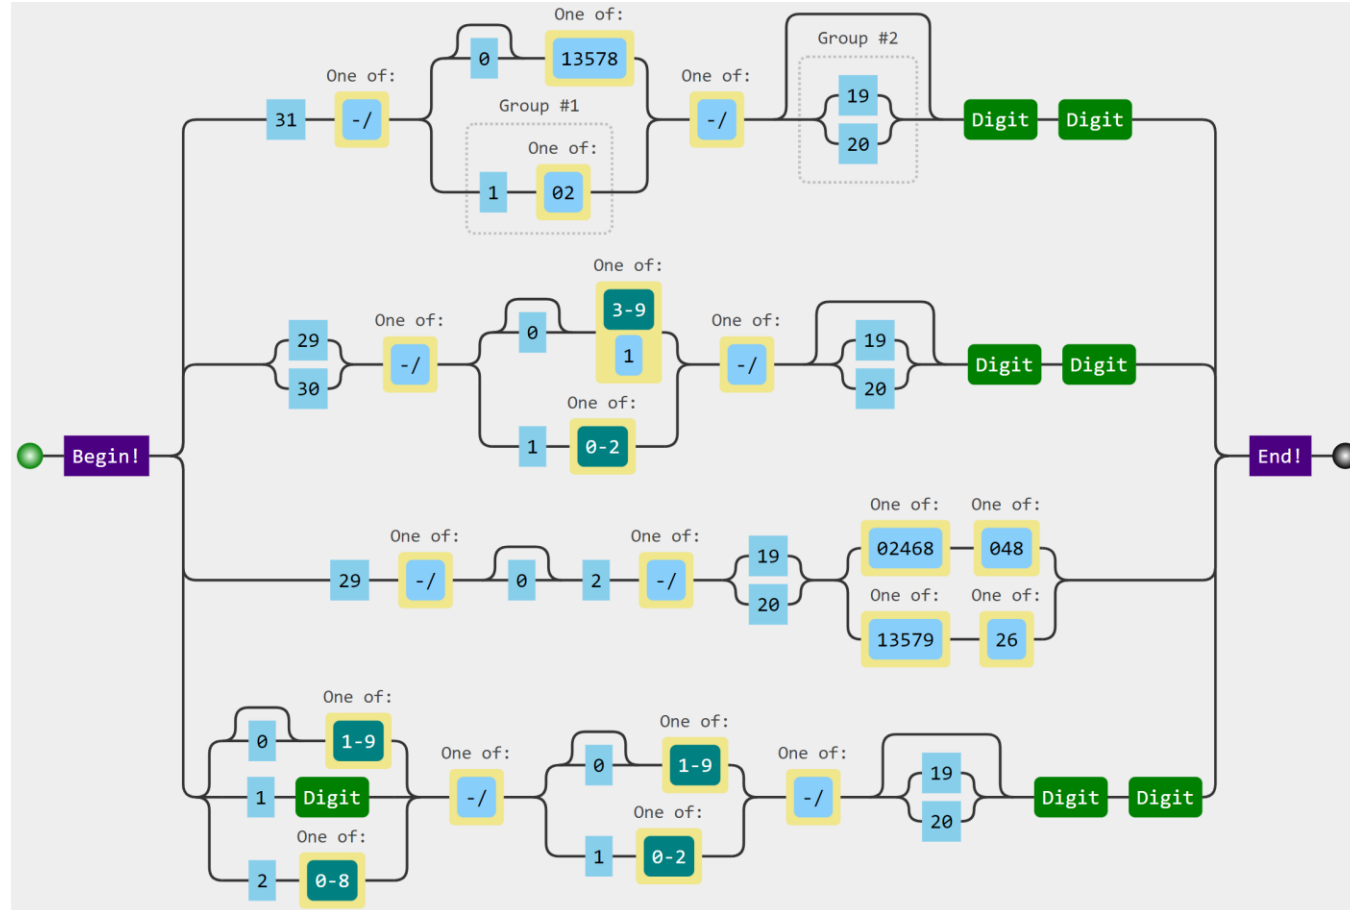 One of:
Group #2
0
13578
One of:
One of:
19
Group #1
31
-/
-/
Digit
Digit
One of:
20
1
02
One of:
3-9
29
One of:
0
One of:
19
1
-/
-/
Digit
Digit
30
One of:
20
1
0-2
Begin!
End!
One of:
One of:
One of:
One of:
02468
048
19
29
-/
0
2
-/
20
One of:
One of:
13579
26
One of:
One of:
0
1-9
One of:
0
1-9
One of:
19
1
Digit
-/
-/
Digit
Digit
One of:
One of:
20
2
0-8
1
0-2